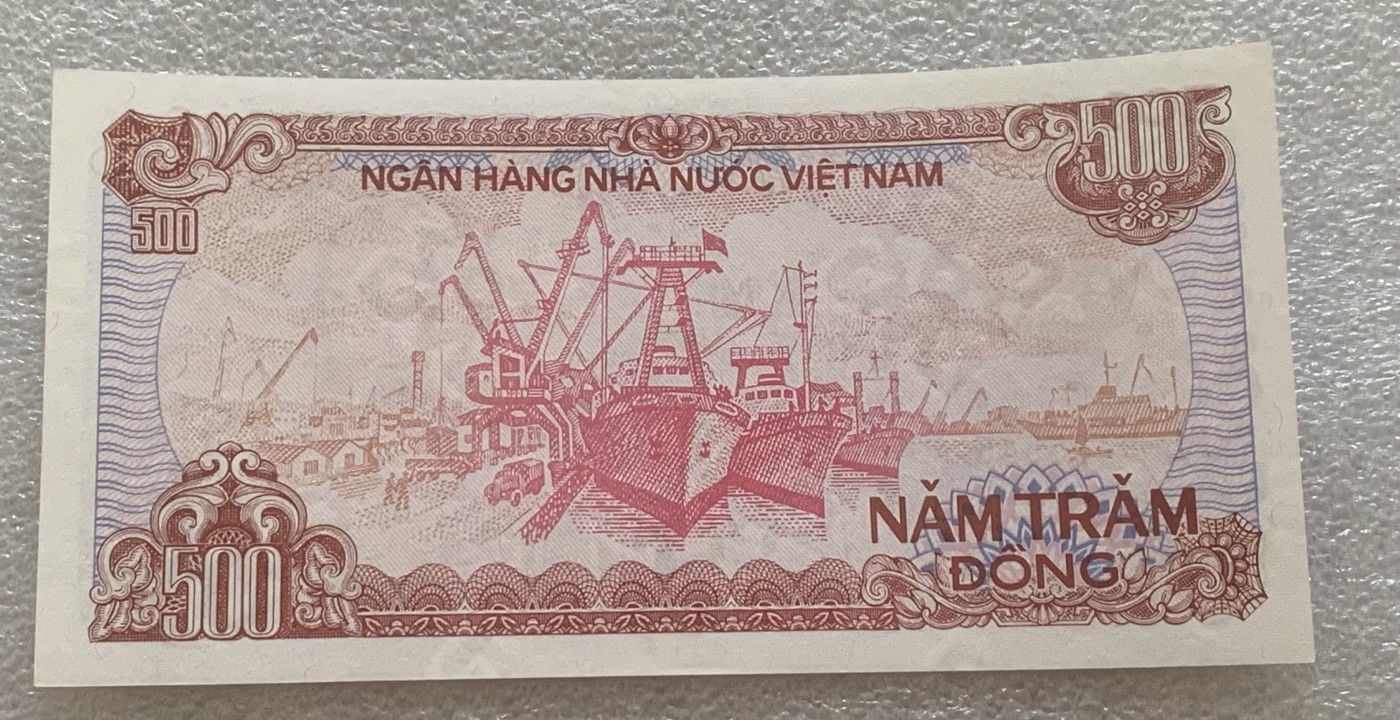 500
NGÂN HÀNG NHÀ NƯỚC VIỆT NAM
500
NĂM TRĂM
ĐỒNG
500